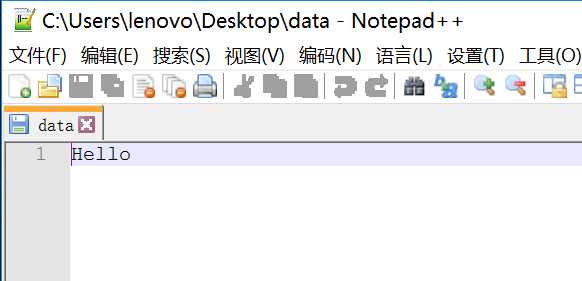 C:\Users\lenovo\Desktop\data - Notepad++
文件(F) 编辑(E) 搜索(S) 视图(V) 编码(N) 语言(L) 设置(T) 工具(O)
data
1 Hello